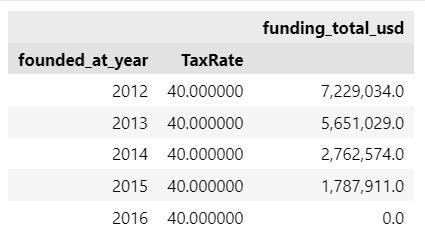 funding_total_usd
founded_at_year TaxRate
2012 40.000000 7,229,034.0
2013 40.000000 5,651,029.0
2014 40.000000 2,762,574.0
2015 40.000000 1,787,911.0
2016 40.000000 0.0